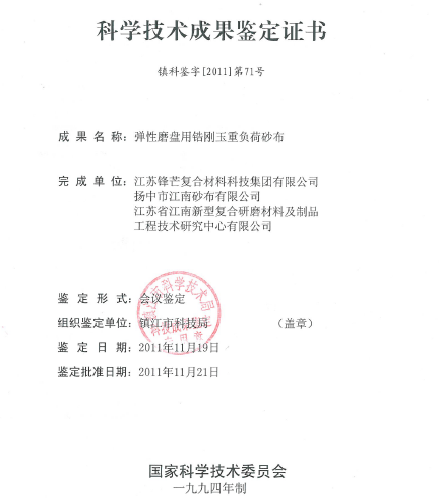 科学技术成果鉴定证书
镇科鉴字[2011]第71号
成果名称：弹性磨盘用锆刚玉重负荷砂布
完成单位：江苏锋芒复合材料科技集团有限公司
扬中市江南砂布有限公司
江苏省江南新型复合研磨材料及制品
工程技术研究中心有限公司
鉴定形式：会议鉴定
组织鉴定单位：镇江市科技局 （盖章）
鉴定日期：2011年11月19日
鉴定批准日期：2011年11月21日
国家科学技术委员会
一九九四年制